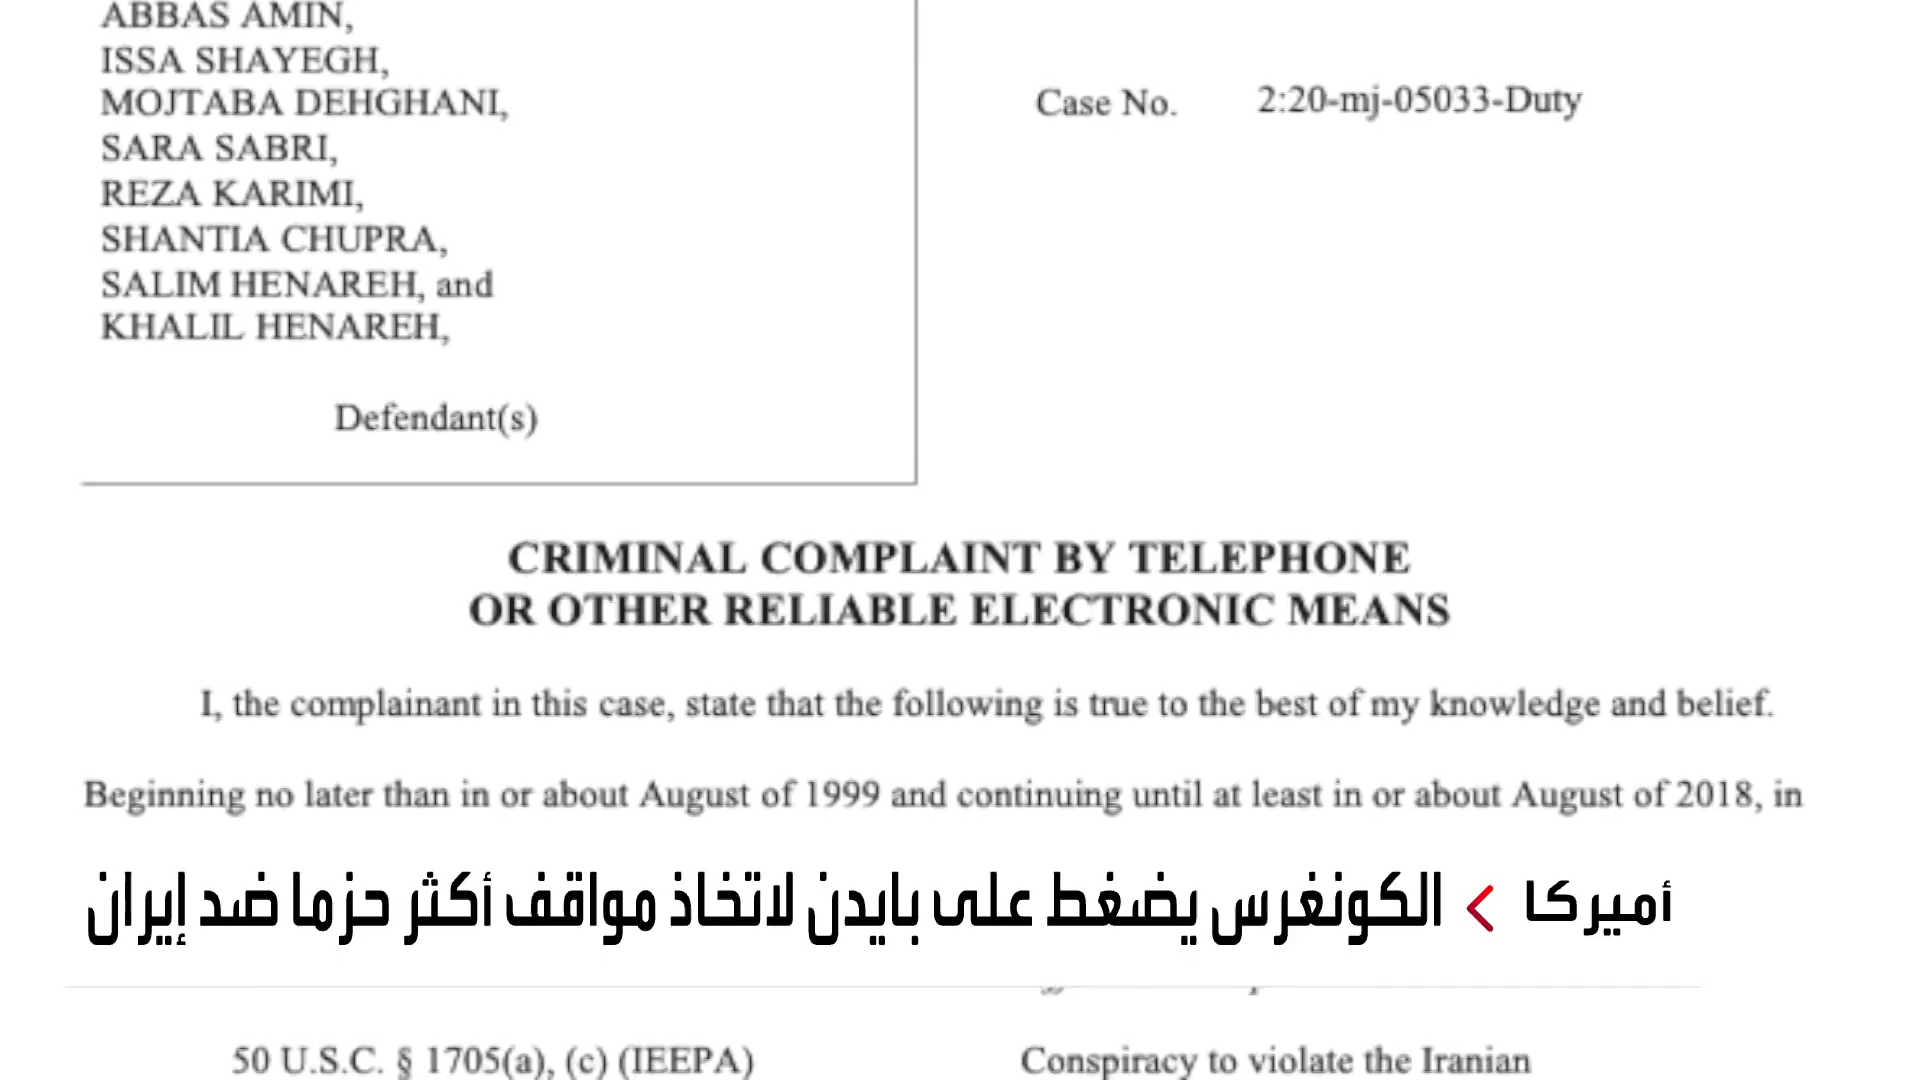 ABBAS AMIN,
ISSA SHAYEGH,
MOJTABA DEHGHANI,
SARA SABRI,
REZA KARIMI,
SHANTIA CHUPRA,
SALIM HENAREH, and
KHALIL HENAREH,
Defendant(s)
Case No. 2:20-mj-05033-Duty
CRIMINAL COMPLAINT BY TELEPHONE
OR OTHER RELIABLE ELECTRONIC MEANS
I, the complainant in this case, state that the following is true to the best of my knowledge and belief.
Beginning no later than in or about August of 1999 and continuing until at least in or about August of 2018, in
أميركا > الكونغرس يضغط على بايدن لاتخاذ مواقف أكثر حزما ضد إيران
50 U.S.C. § 1705(a), (c) (IEEPA) Conspiracy to violate the Iranian